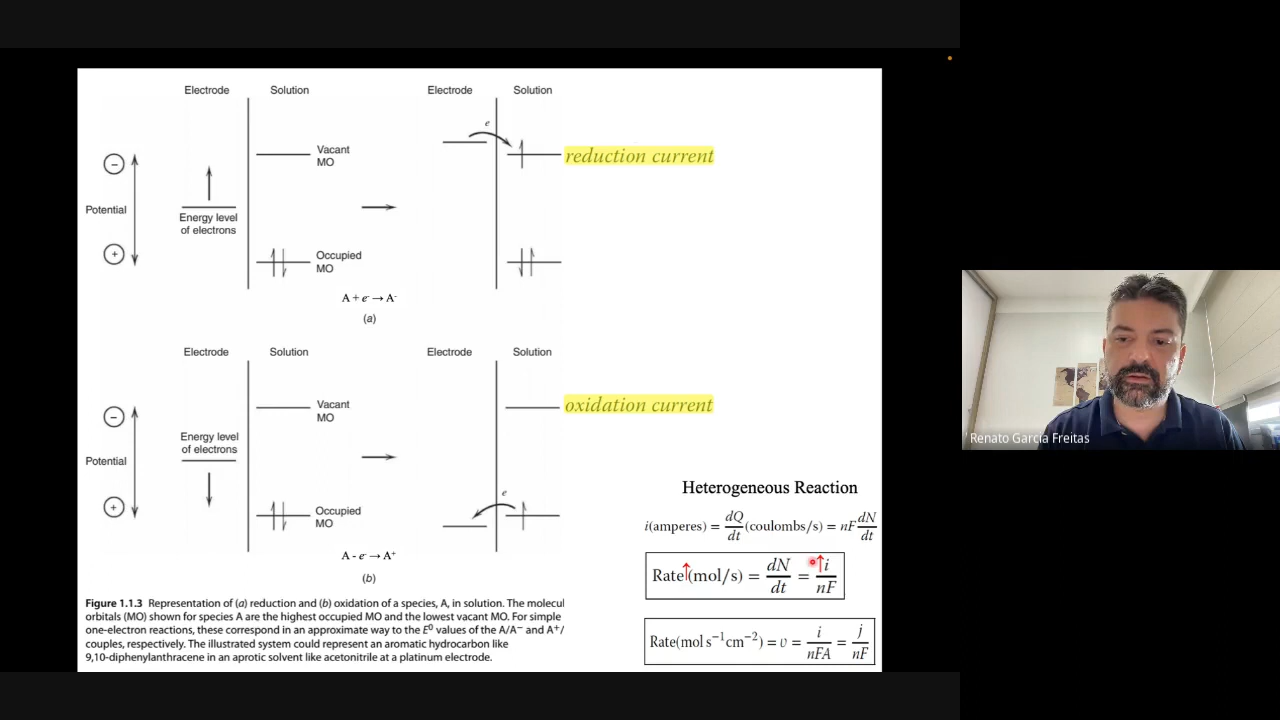 Electrode Solution Electrode Solution
e
−
Vacant
MO
reduction current
Potential
Energy level
of electrons
+
Occupied
MO
A + e⁻ → A⁻
(a)
Electrode Solution Electrode Solution
Vacant
MO
oxidation current
−
Energy level
of electrons
Potential
e
+
Occupied
MO
A - e⁻ → A⁺
(b)
Figure 1.1.3 Representation of (a) reduction and (b) oxidation of a species, A, in solution. The molecul
orbitals (MO) shown for species A are the highest occupied MO and the lowest vacant MO. For simple
one-electron reactions, these correspond in an approximate way to the E⁰ values of the A/A⁻ and A⁺/
couples, respectively. The illustrated system could represent an aromatic hydrocarbon like
9,10-diphenylanthracene in an aprotic solvent like acetonitrile at a platinum electrode.
Heterogeneous Reaction
i(amperes) = dQ/dt (coulombs/s) = nF dN/dt
Rate(mol/s) = dN/dt = i/nF
Rate(mol s⁻¹ cm⁻²) = υ = i/nFA = j/nF
Renato Garcia Freitas